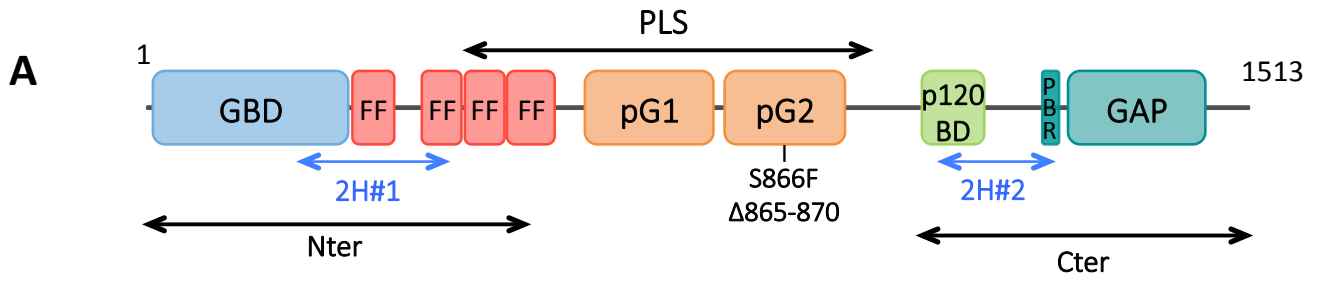 A
1
PLS
1513
GBD
FF
FF
FF
FF
pG1
pG2
p120
BD
P
B
R
GAP
2H#1
S866F
Δ865-870
2H#2
Nter
Cter